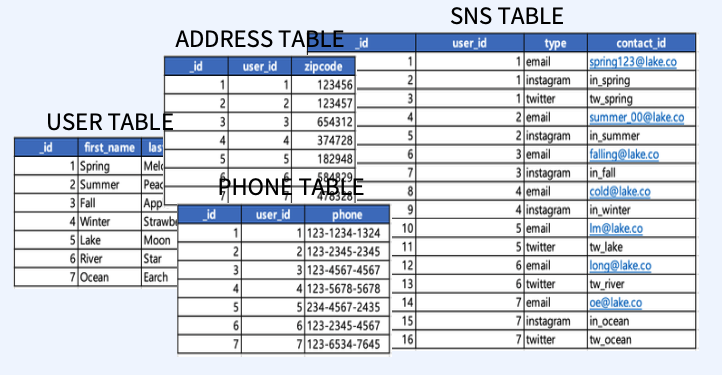 SNS TABLE
_id user_id type contact_id
1 1 email spring123@lake.co
2 1 instagram in_spring
3 1 twitter tw_spring
4 2 email summer_00@lake.co
5 2 instagram in_summer
6 3 email falling@lake.co
7 3 instagram in_fall
8 4 email cold@lake.co
9 4 instagram in_winter
10 5 email lm@lake.co
11 5 twitter tw_lake
12 6 email long@lake.co
13 6 twitter tw_river
14 7 email oe@lake.co
15 7 instagram in_ocean
16 7 twitter tw_ocean
ADDRESS TABLE
_id user_id zipcode
1 1 123456
2 2 123457
3 3 654312
4 4 374728
5 5 182948
6 6 584829
7 7 478328
USER TABLE
_id first_name las
1 Spring Melo
2 Summer Peac
3 Fall App
4 Winter Strawbe
5 Lake Moon
6 River Star
7 Ocean Earch
PHONE TABLE
_id user_id phone
1 1 123-1234-1324
2 2 123-2345-2345
3 3 123-4567-4567
4 4 123-5678-5678
5 5 234-4567-2435
6 6 123-2345-4567
7 7 123-6534-7645